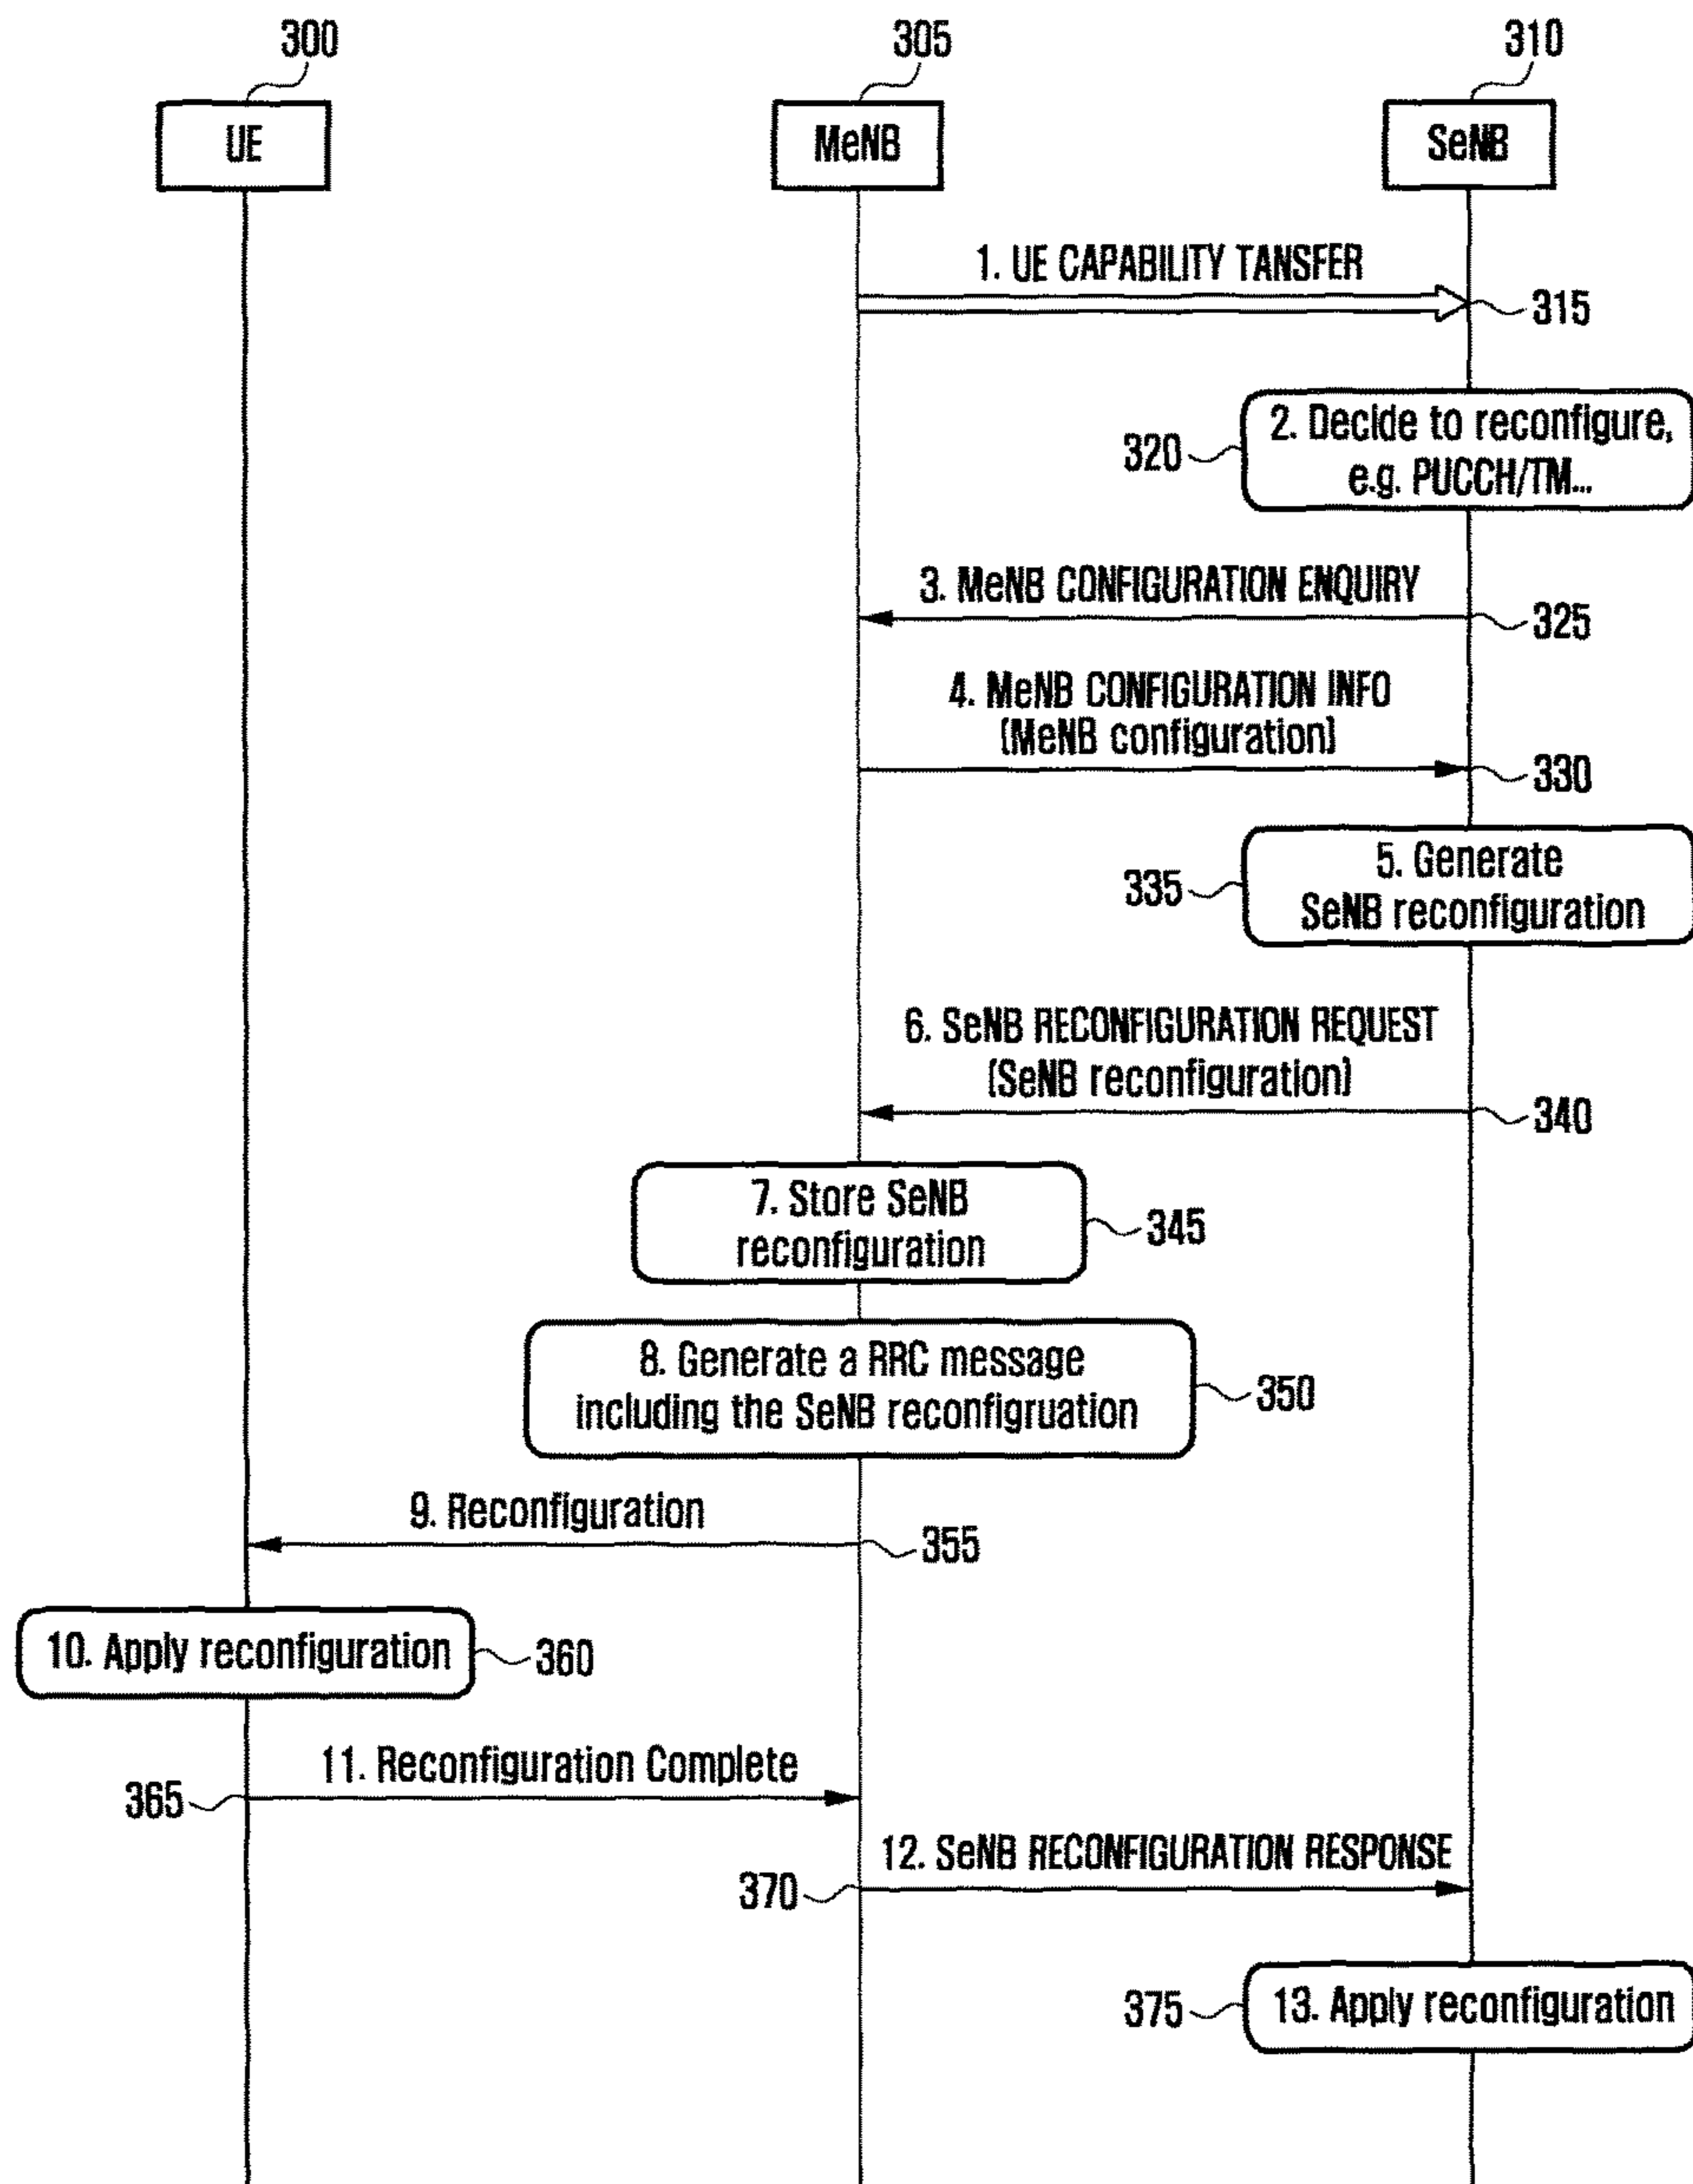 300
305
310
UE
MeNB
SeNB
1. UE CAPABILITY TANSFER
315
2. Decide to reconfigure,
e.g. PUCCH/TM...
320
3. MeNB CONFIGURATION ENQUIRY
325
4. MeNB CONFIGURATION INFO
(MeNB configuration)
330
5. Generate
SeNB reconfiguration
335
6. SeNB RECONFIGURATION REQUEST
(SeNB reconfiguration)
340
7. Store SeNB
reconfiguration
345
8. Generate a RRC message
including the SeNB reconfigruation
350
9. Reconfiguration
355
10. Apply reconfiguration
360
11. Reconfiguration Complete
365
12. SeNB RECONFIGURATION RESPONSE
370
13. Apply reconfiguration
375